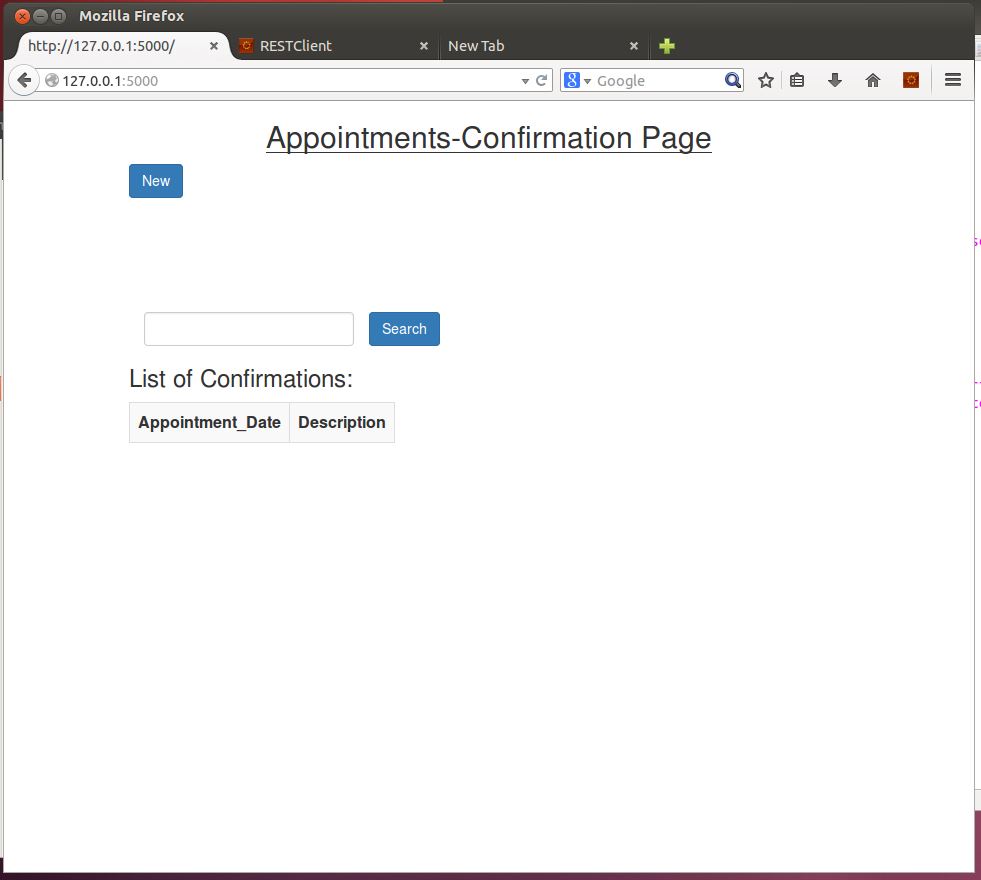 Mozilla Firefox
http://127.0.0.1:5000/ RESTClient New Tab
127.0.0.1:5000 8 Google
Appointments-Confirmation Page
New
Search
List of Confirmations:
Appointment_Date Description